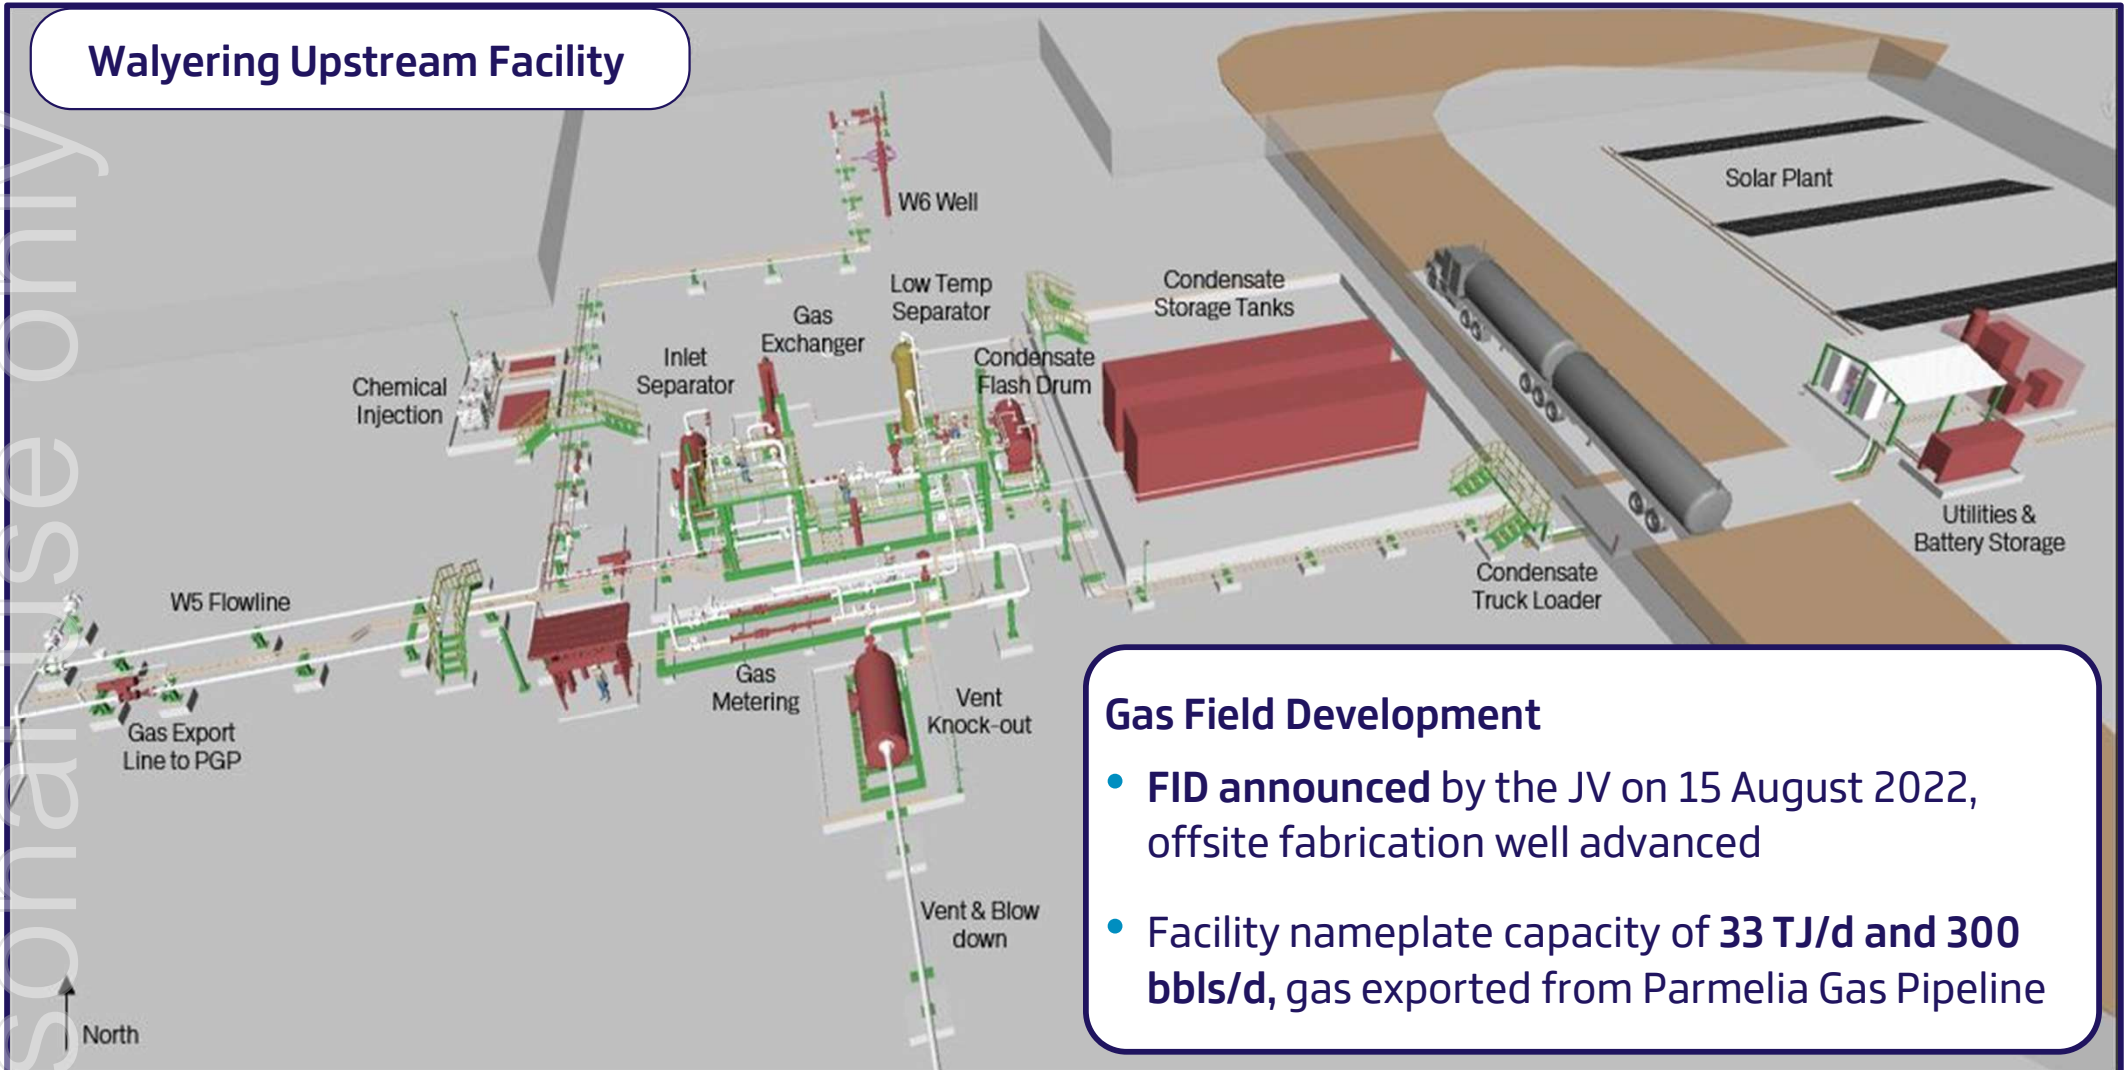 Walyering Upstream Facility
W6 Well
Solar Plant
Low Temp
Separator
Condensate
Storage Tanks
Gas
Exchanger
Inlet
Separator
Condensate
Flash Drum
Chemical
Injection
Utilities &
Battery Storage
Condensate
Truck Loader
W5 Flowline
Gas
Metering
Vent
Knock-out
Gas Export
Line to PGP
Vent & Blow
down
North
Gas Field Development
• FID announced by the JV on 15 August 2022,
offsite fabrication well advanced
• Facility nameplate capacity of 33 TJ/d and 300
bbls/d, gas exported from Parmelia Gas Pipeline
sonal use only